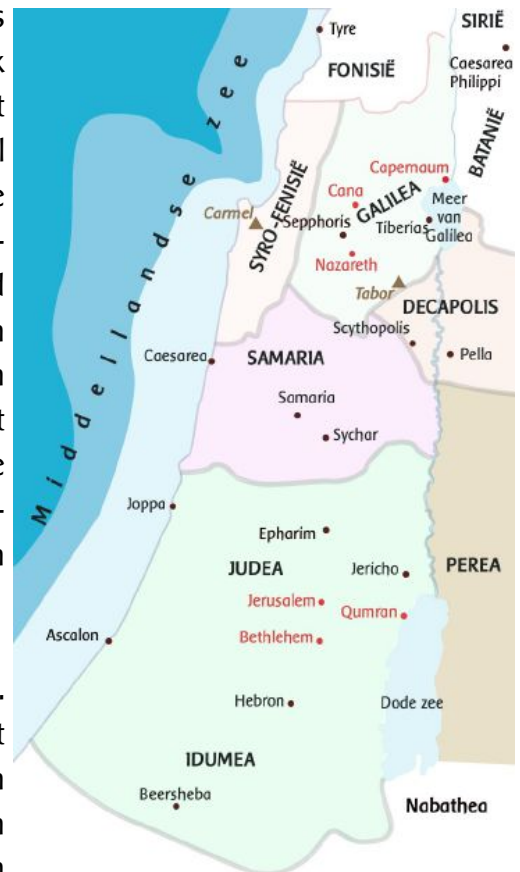 Tyre
SIRIË
FONISIË
Caesarea
Philippi
BATANIË
Middellandse zee
Capernaum
Cana
GALILEA
Meer
van
Galilea
Carmel
Sepphoris
Tiberias
SYRO-FENISIË
Nazareth
Tabor
DECAPOLIS
Scythopolis
Caesarea
SAMARIA
Pella
Samaria
Sychar
Joppa
Epharim
JUDEA
Jericho
PEREA
Jerusalem
Qumran
Ascalon
Bethlehem
Hebron
Dode zee
IDUMEA
Beersheba
Nabathea